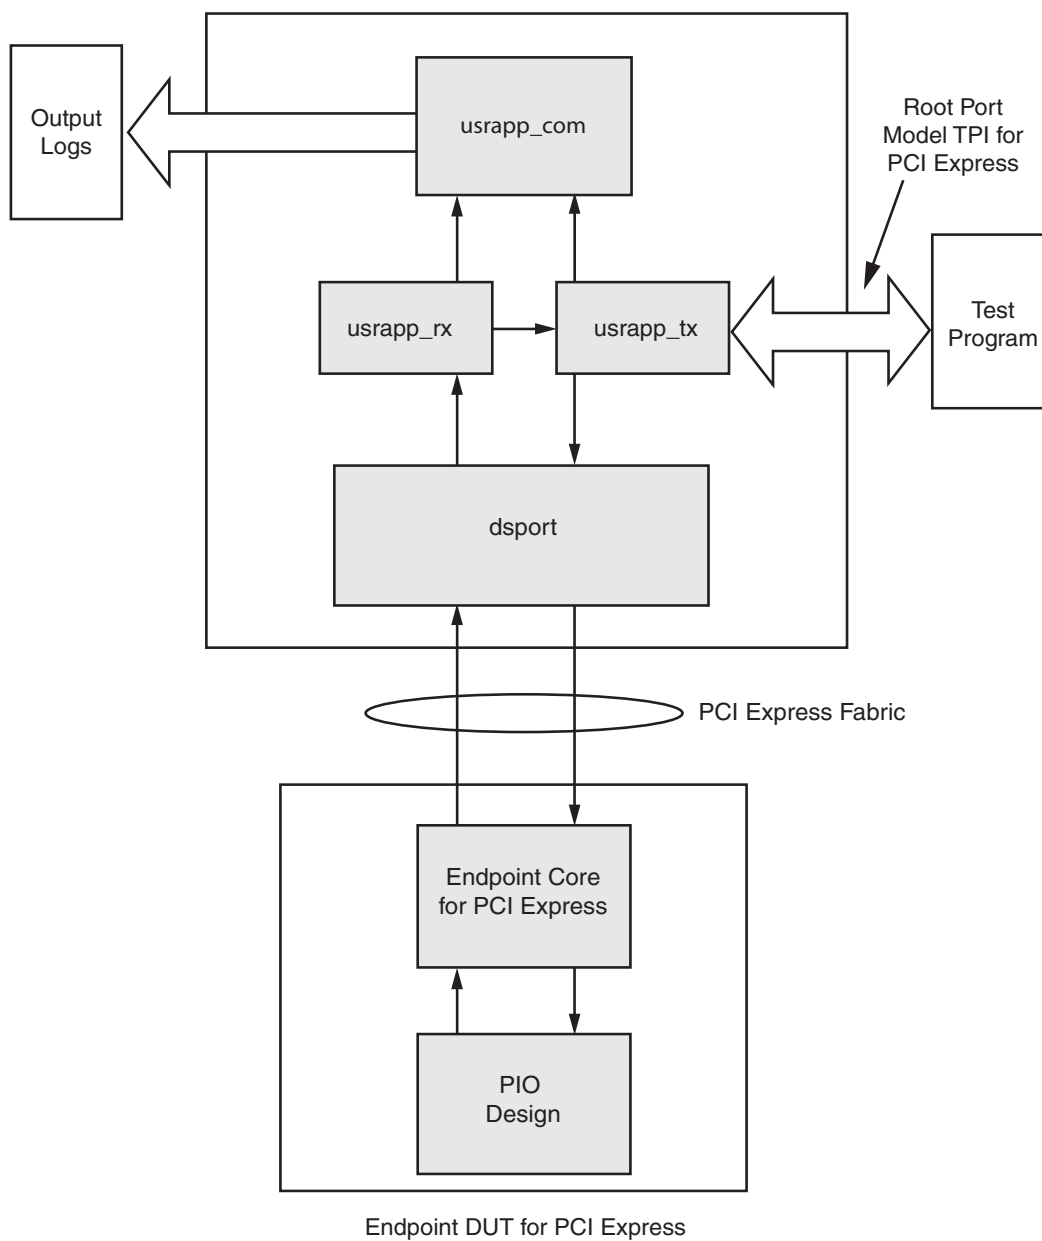 Output
Logs
usrapp_com
Root Port
Model TPI for
PCI Express
usrapp_rx
usrapp_tx
Test
Program
dsport
PCI Express Fabric
Endpoint Core
for PCI Express
PIO
Design
Endpoint DUT for PCI Express